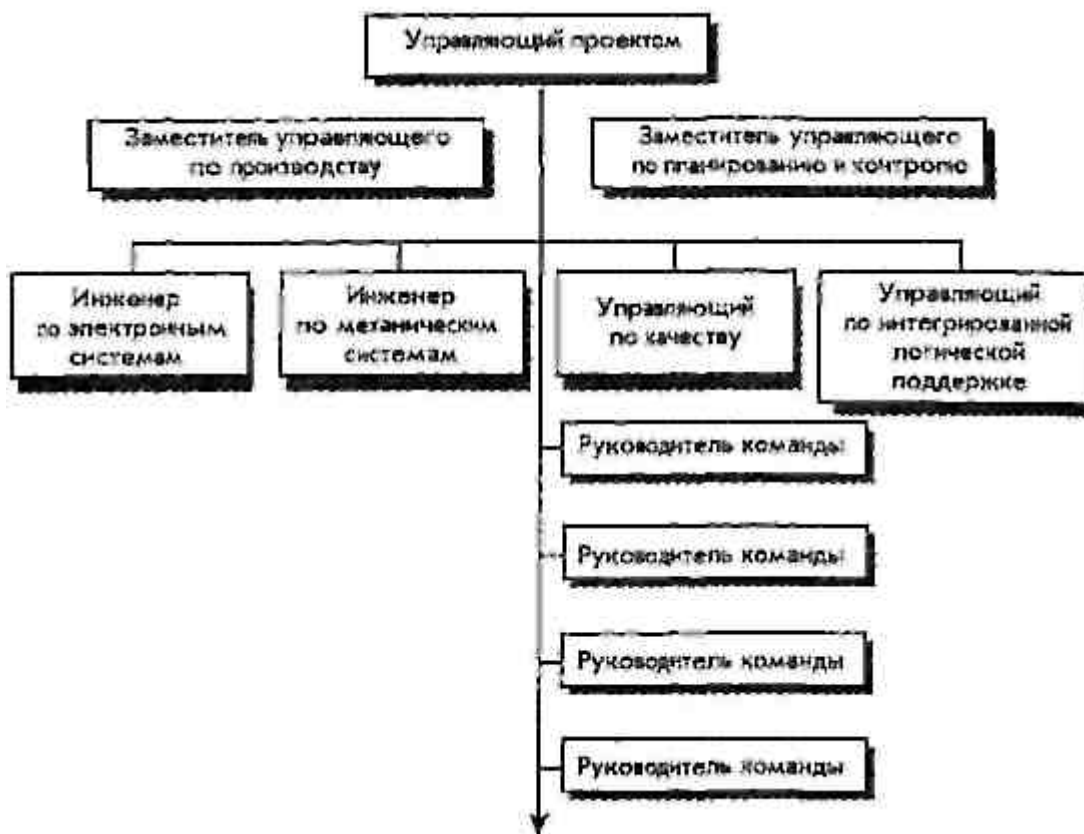 Управляющий проектом
Заместитель управляющего
по производству
Заместитель управляющего
по планированию и контролю
Инженер
по электронным
системам
Инженер
по механическим
системам
Управляющий
по качеству
Управляющий
по интегрированной
логической
поддержке
Руководитель команды
Руководитель команды
Руководитель команды
Руководитель команды